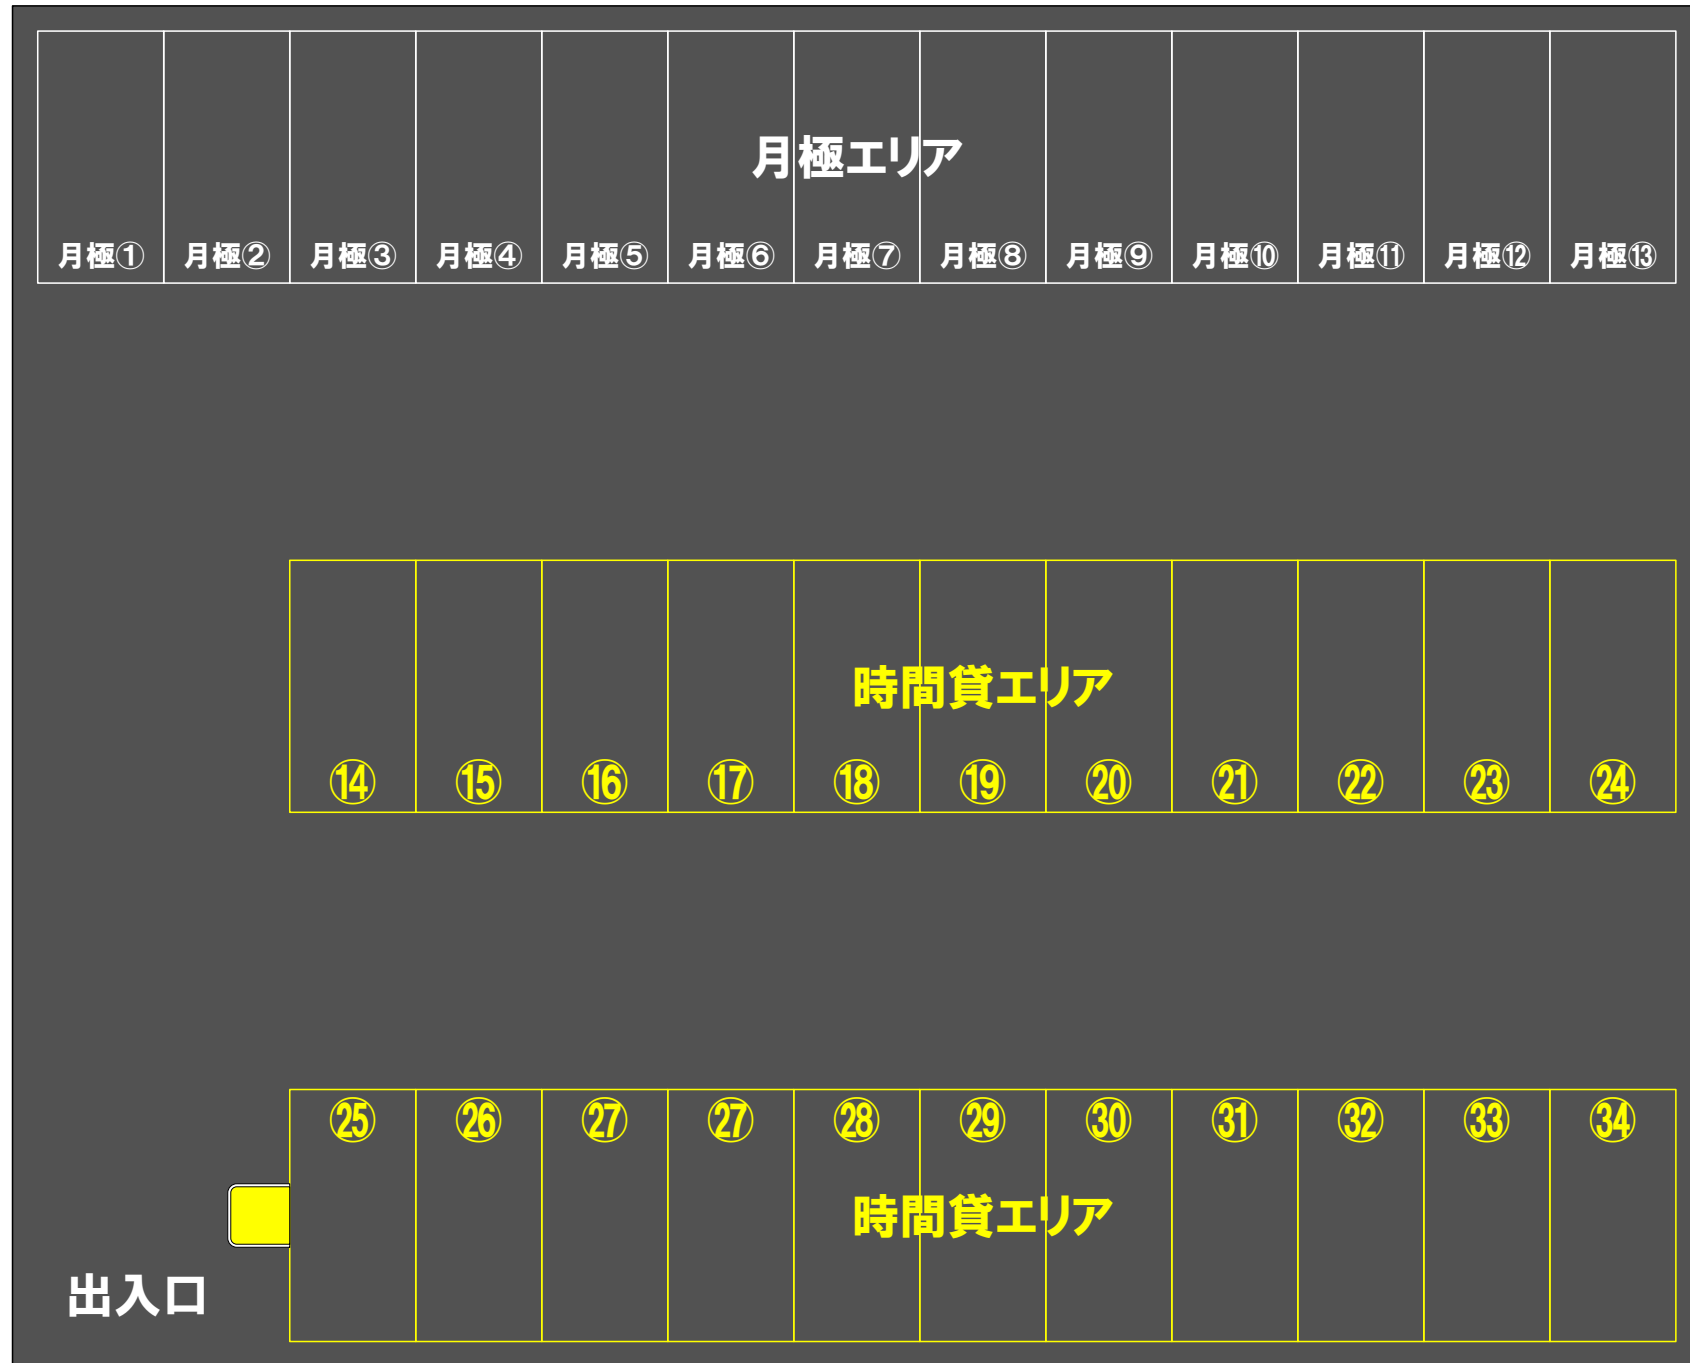 月極エリア
月極① 月極② 月極③ 月極④ 月極⑤ 月極⑥ 月極⑦ 月極⑧ 月極⑨ 月極⑩ 月極⑪ 月極⑫ 月極⑬
時間貸エリア
⑭ ⑮ ⑯ ⑰ ⑱ ⑲ ⑳ ㉑ ㉒ ㉓ ㉔
㉕ ㉖ ㉗ ㉗ ㉘ ㉙ ㉚ ㉛ ㉜ ㉝ ㉞
時間貸エリア
出入口